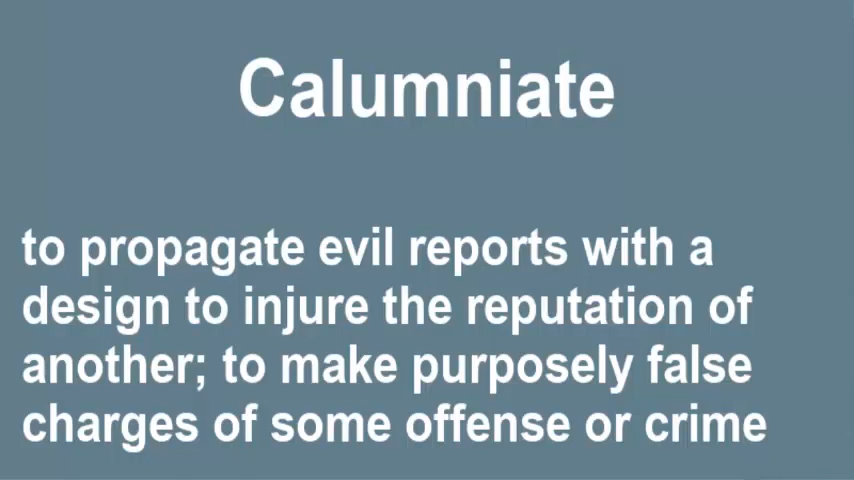 Calumniate
to propagate evil reports with a
design to injure the reputation of
another; to make purposely false
charges of some offense or crime